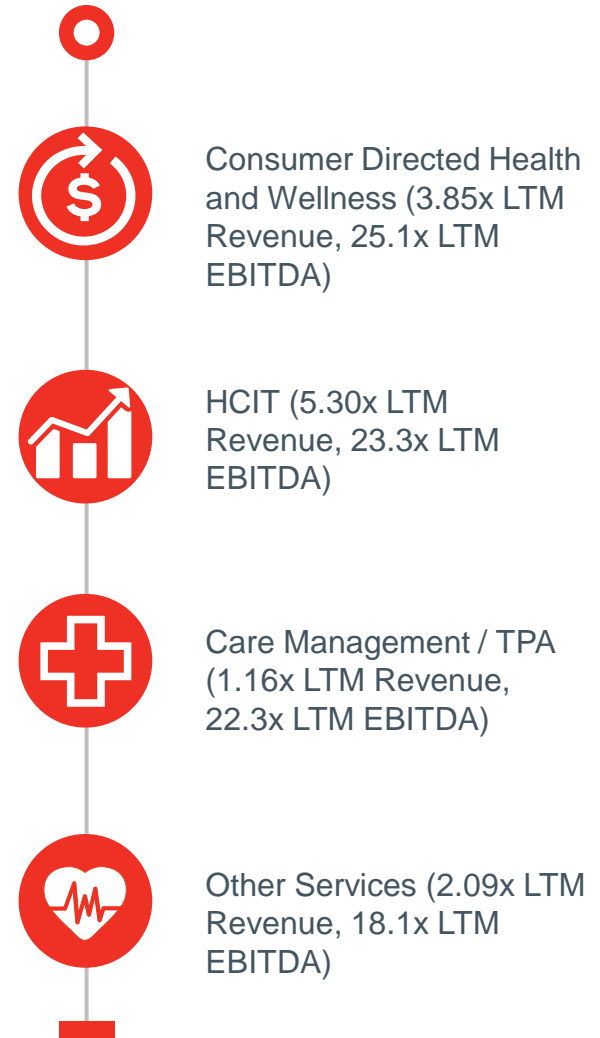 $
Consumer Directed Health
and Wellness (3.85x LTM
Revenue, 25.1x LTM
EBITDA)
HCIT (5.30x LTM
Revenue, 23.3x LTM
EBITDA)
Care Management / TPA
(1.16x LTM Revenue,
22.3x LTM EBITDA)
Other Services (2.09x LTM
Revenue, 18.1x LTM
EBITDA)